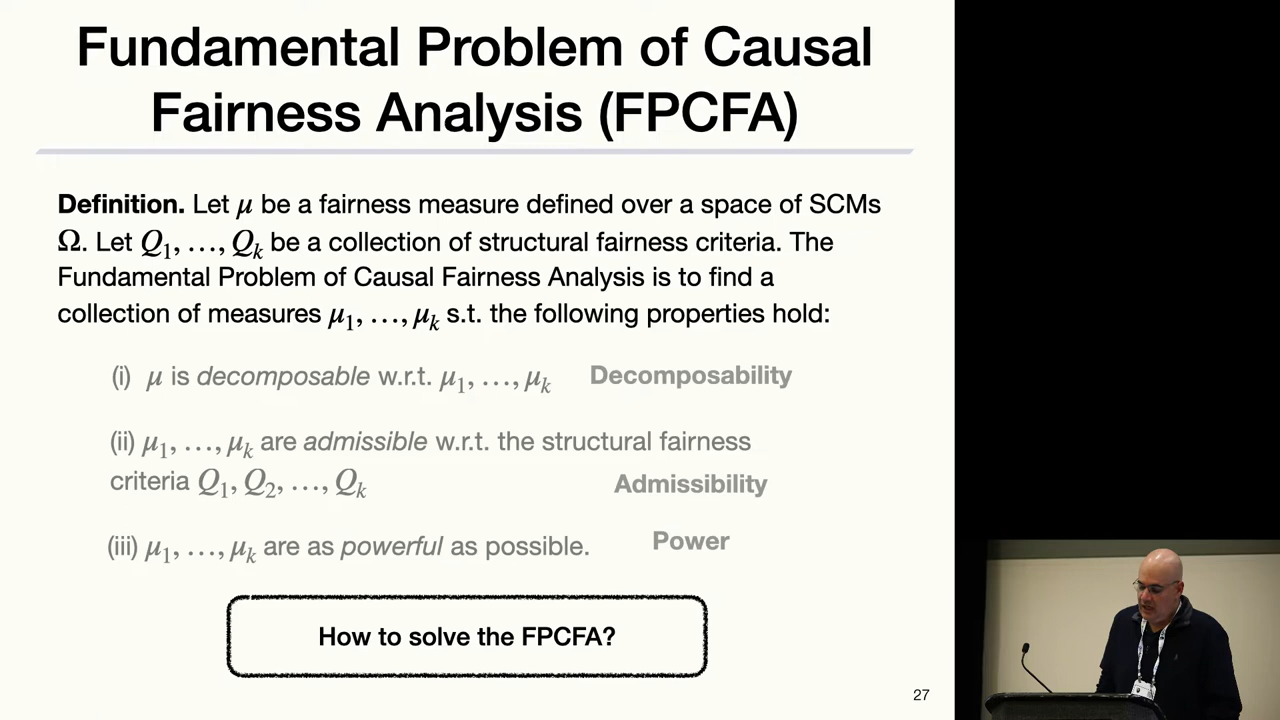 Fundamental Problem of Causal
Fairness Analysis (FPCFA)
Definition. Let μ be a fairness measure defined over a space of SCMs
Ω. Let Q₁, …, Qₖ be a collection of structural fairness criteria. The
Fundamental Problem of Causal Fairness Analysis is to find a
collection of measures μ₁, …, μₖ s.t. the following properties hold:
(i) μ is decomposable w.r.t. μ₁, …, μₖ Decomposability
(ii) μ₁, …, μₖ are admissible w.r.t. the structural fairness
criteria Q₁, Q₂, …, Qₖ Admissibility
(iii) μ₁, …, μₖ are as powerful as possible. Power
How to solve the FPCFA?
27